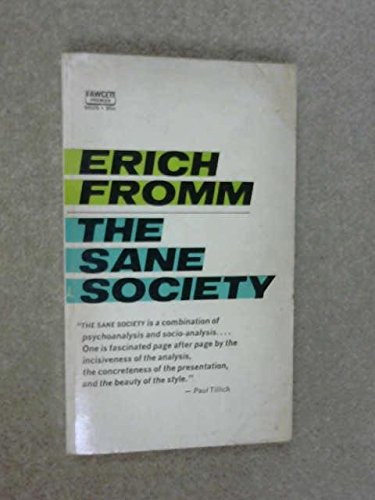 FAWCETT
PREMIER
ERICH
FROMM
THE
SANE
SOCIETY
"THE SANE SOCIETY is a combination of
psychoanalysis and socio-analysis....
One is fascinated page after page by the
incisiveness of the analysis,
the concreteness of the presentation,
and the beauty of the style."
— Paul Tillich